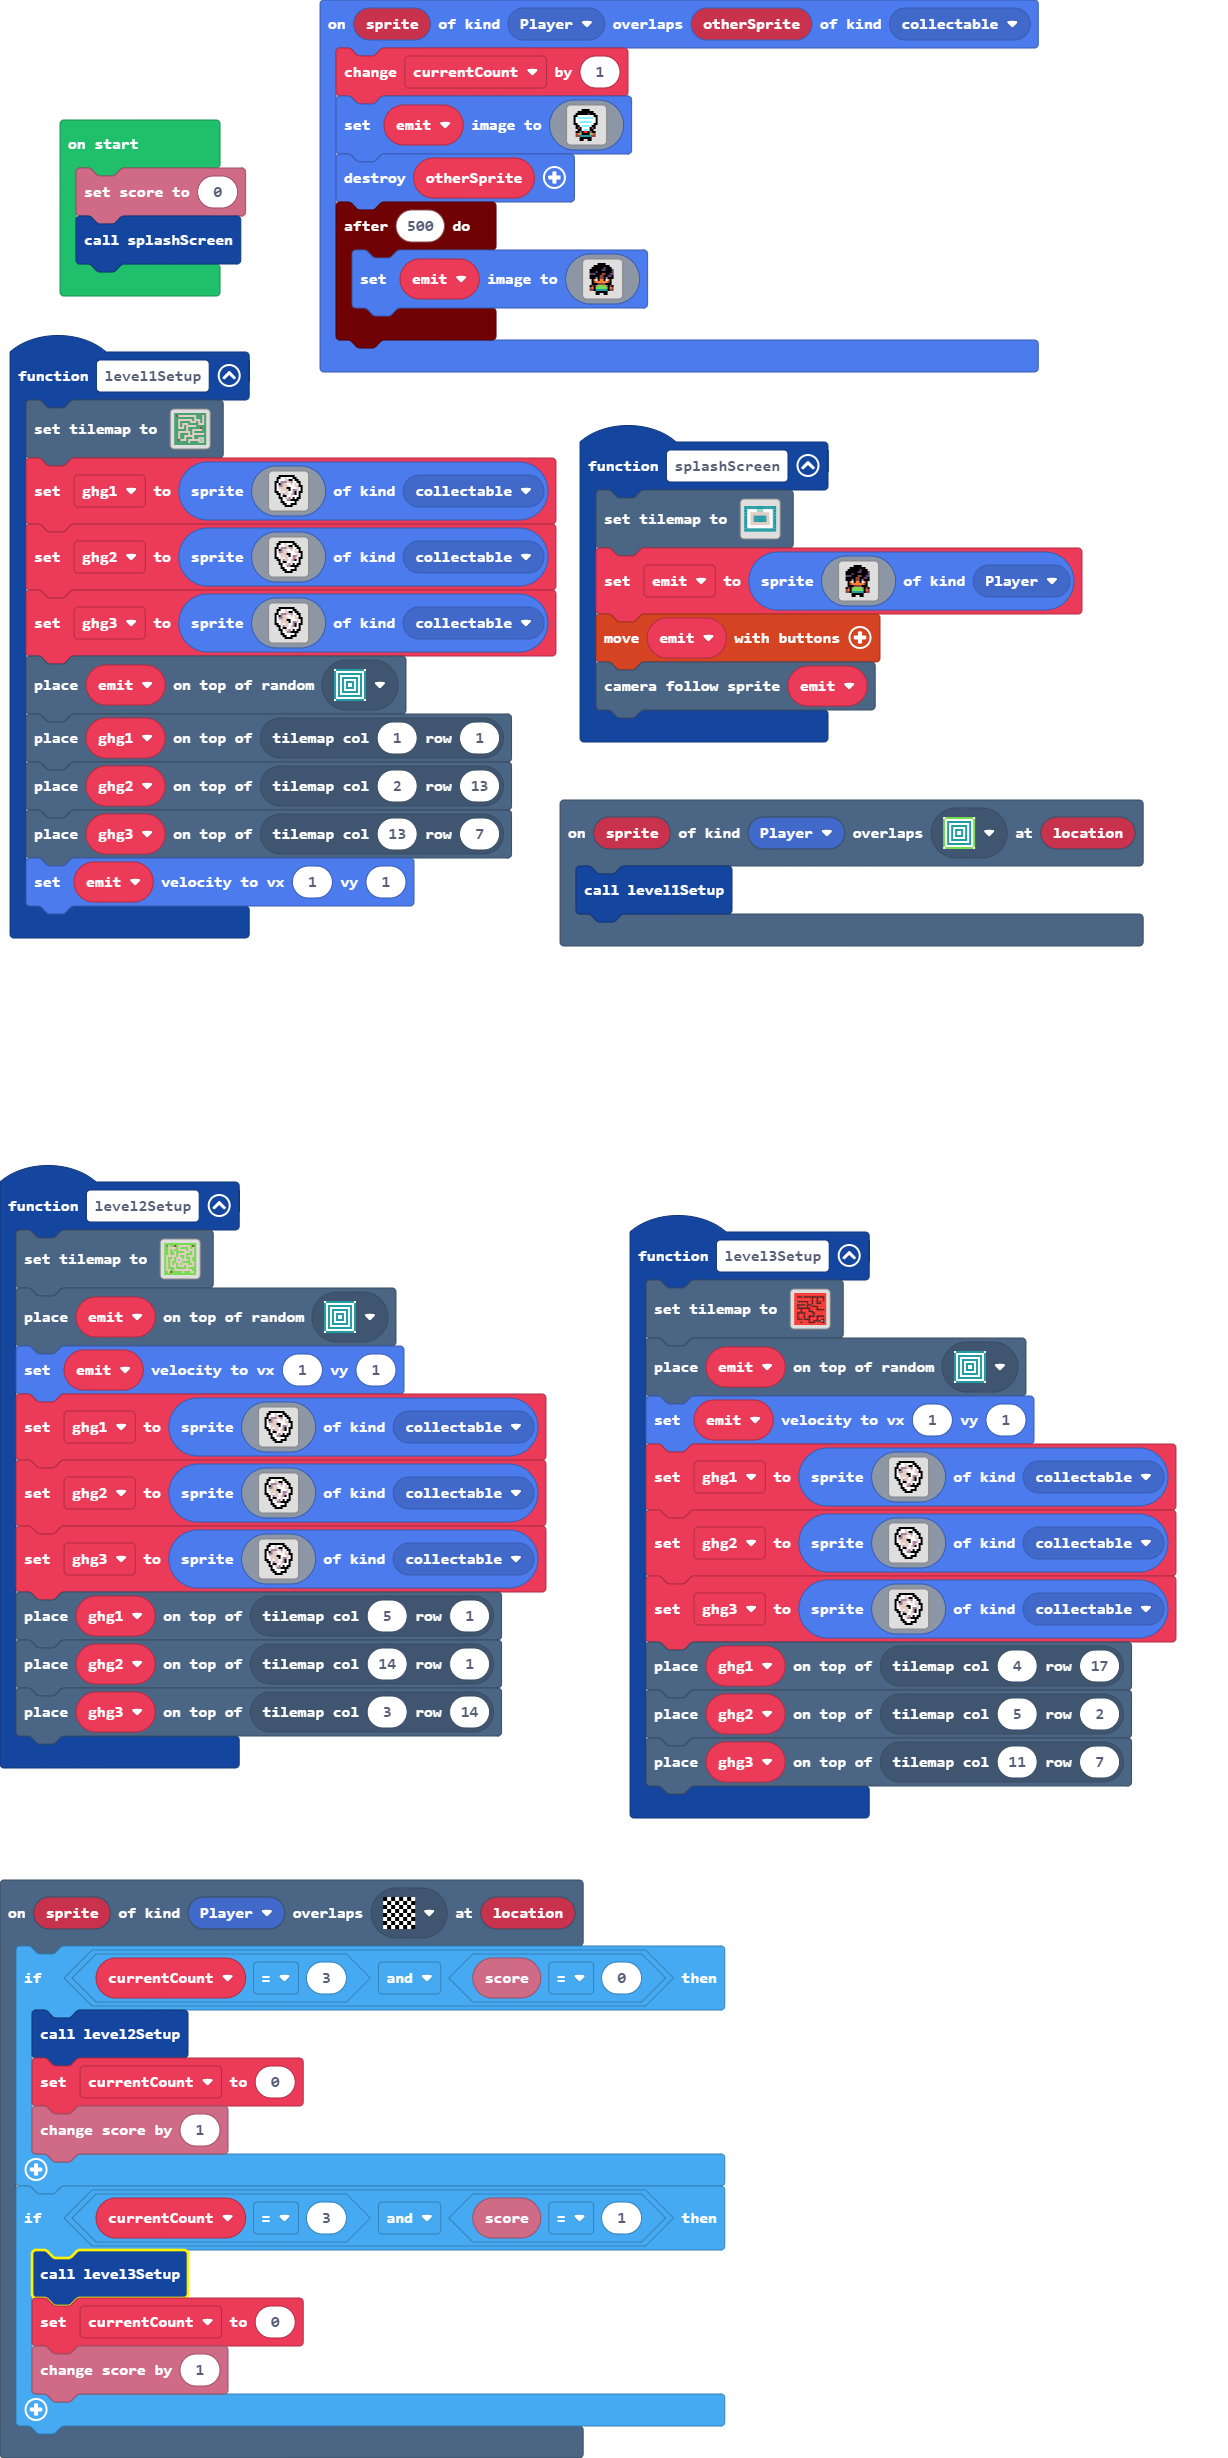 on sprite of kind Player overlaps otherSprite of kind collectable
change currentCount by 1
set emit image to
destroy otherSprite
after 500 do
set emit image to
on start
set score to 0
call splashScreen
function level1Setup
set tilemap to
set ghg1 to sprite of kind collectable
set ghg2 to sprite of kind collectable
set ghg3 to sprite of kind collectable
place emit on top of random
place ghg1 on top of tilemap col 1 row 1
place ghg2 on top of tilemap col 2 row 13
place ghg3 on top of tilemap col 13 row 7
set emit velocity to vx 1 vy 1
function splashScreen
set tilemap to
set emit to sprite of kind Player
move emit with buttons
camera follow sprite emit
on sprite of kind Player overlaps at location
call level1Setup
function level2Setup
set tilemap to
place emit on top of random
set emit velocity to vx 1 vy 1
set ghg1 to sprite of kind collectable
set ghg2 to sprite of kind collectable
set ghg3 to sprite of kind collectable
place ghg1 on top of tilemap col 5 row 1
place ghg2 on top of tilemap col 14 row 1
place ghg3 on top of tilemap col 3 row 14
function level3Setup
set tilemap to
place emit on top of random
set emit velocity to vx 1 vy 1
set ghg1 to sprite of kind collectable
set ghg2 to sprite of kind collectable
set ghg3 to sprite of kind collectable
place ghg1 on top of tilemap col 4 row 17
place ghg2 on top of tilemap col 5 row 2
place ghg3 on top of tilemap col 11 row 7
on sprite of kind Player overlaps at location
if currentCount = 3 and score = 0 then
call level2Setup
set currentCount to 0
change score by 1
if currentCount = 3 and score = 1 then
call level3Setup
set currentCount to 0
change score by 1